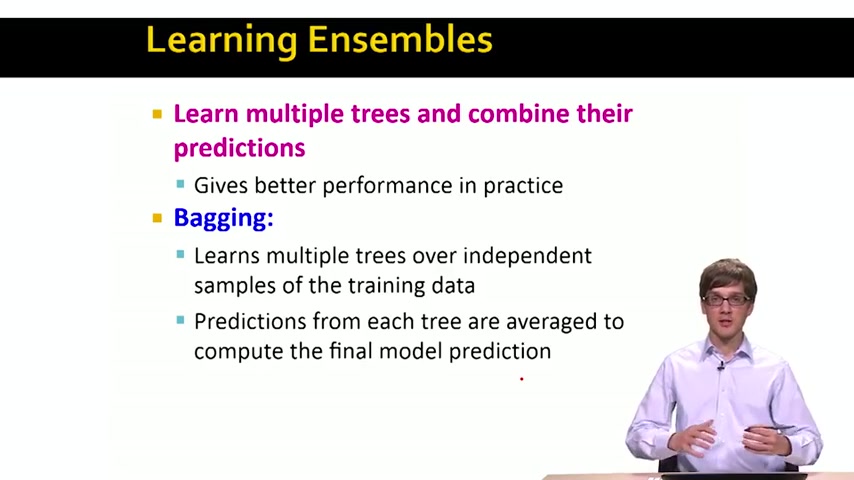 Learning Ensembles
Learn multiple trees and combine their
predictions
Gives better performance in practice
Bagging:
Learns multiple trees over independent
samples of the training data
Predictions from each tree are averaged to
compute the final model prediction